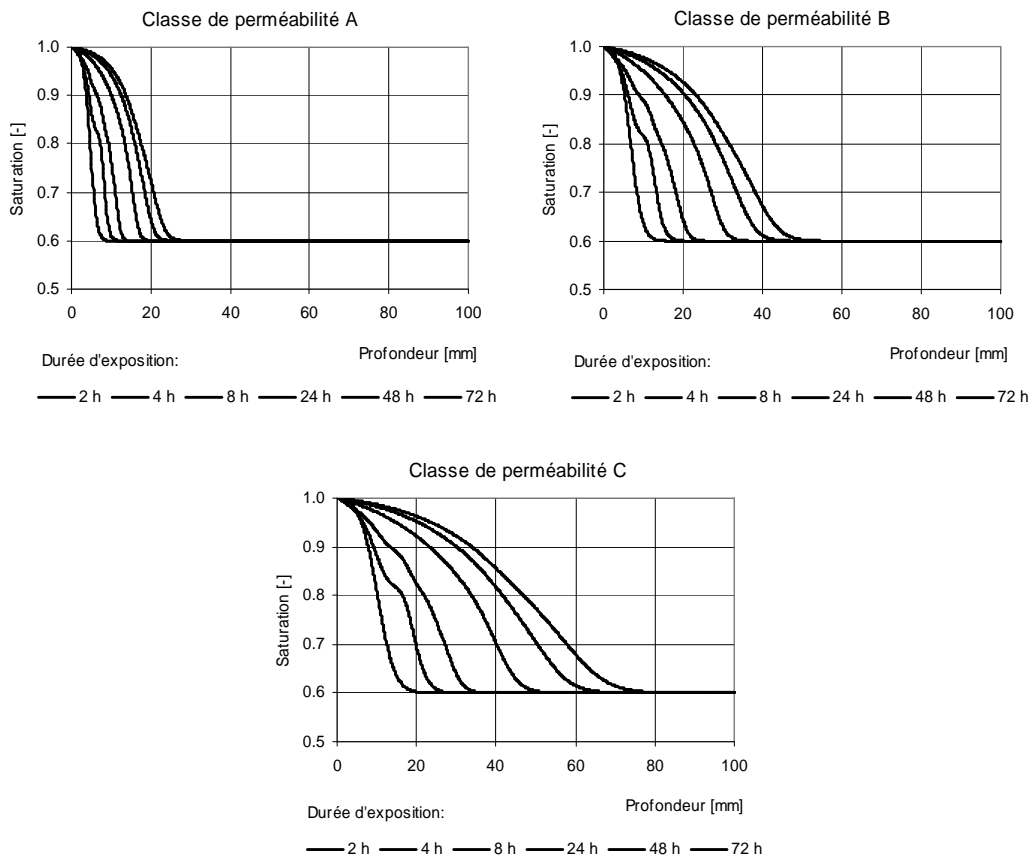 Classe de perméabilité A
1.0
0.9
0.8
0.7
0.6
0.5
Saturation [-]
0 20 40 60 80 100
Profondeur [mm]
Durée d'exposition:
2 h 4 h 8 h 24 h 48 h 72 h
Classe de perméabilité B
1.0
0.9
0.8
0.7
0.6
0.5
Saturation [-]
0 20 40 60 80 100
Profondeur [mm]
Durée d'exposition:
2 h 4 h 8 h 24 h 48 h 72 h
Classe de perméabilité C
1.0
0.9
0.8
0.7
0.6
0.5
Saturation [-]
0 20 40 60 80 100
Profondeur [mm]
Durée d'exposition:
2 h 4 h 8 h 24 h 48 h 72 h